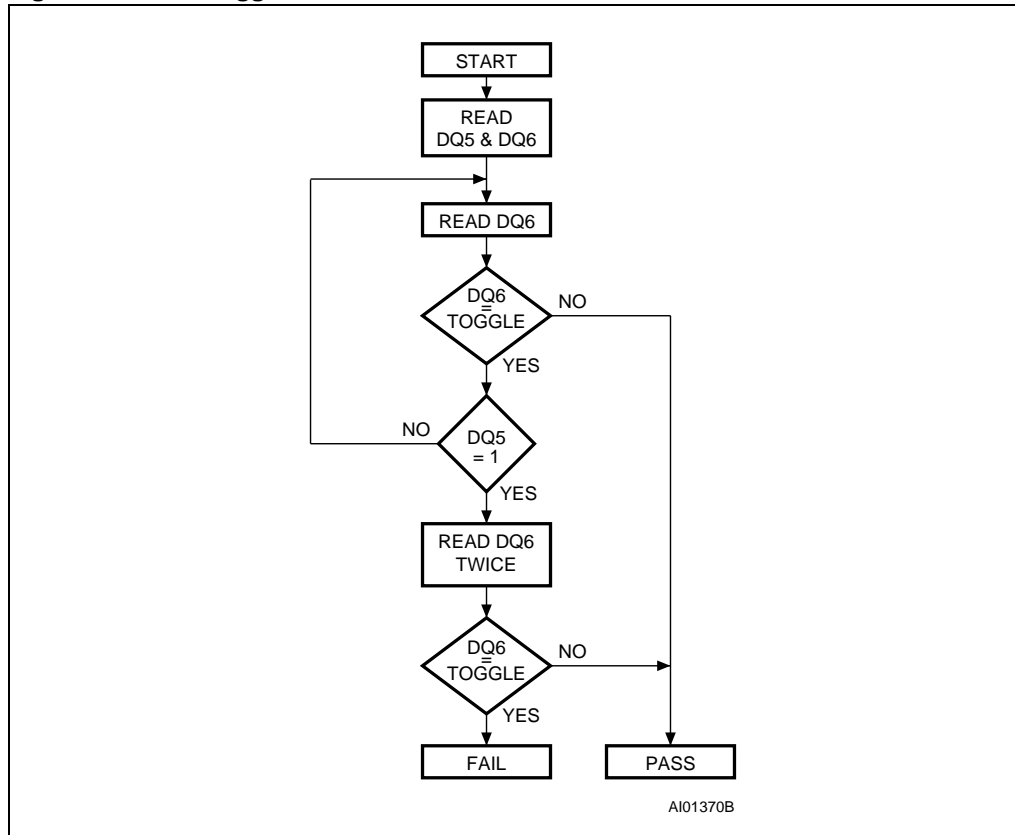 START
READ
DQ5 & DQ6
READ DQ6
DQ6
=
TOGGLE
NO
YES
NO
DQ5
= 1
YES
READ DQ6
TWICE
DQ6
=
TOGGLE
NO
YES
FAIL
PASS
AI01370B